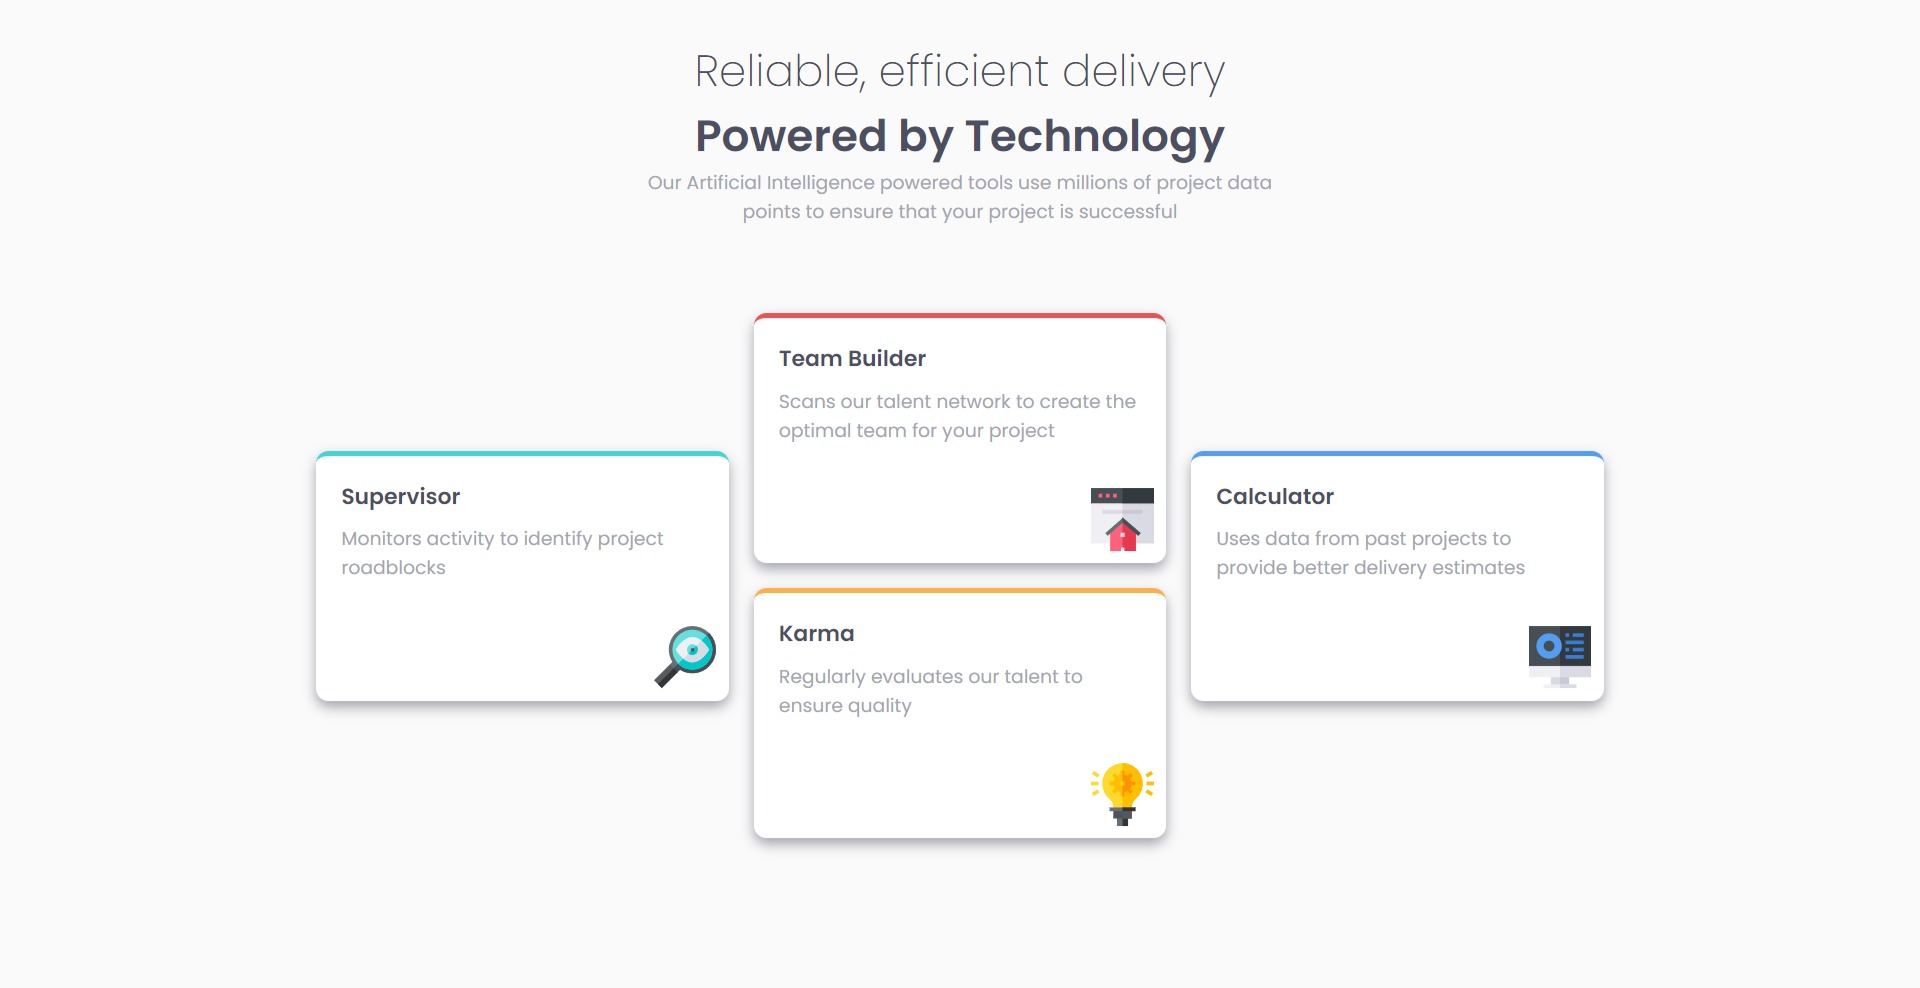 Reliable, efficient delivery
Powered by Technology
Our Artificial Intelligence powered tools use millions of project data
points to ensure that your project is successful
Supervisor
Monitors activity to identify project
roadblocks
Team Builder
Scans our talent network to create the
optimal team for your project
Karma
Regularly evaluates our talent to
ensure quality
Calculator
Uses data from past projects to
provide better delivery estimates